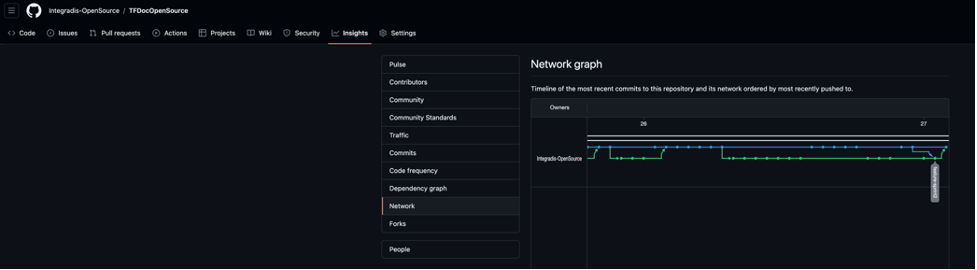 Integradis-OpenSource / TFDocOpenSource
Code Issues Pull requests Actions Projects Wiki Security Insights Settings
Pulse
Contributors
Community
Community Standards
Traffic
Commits
Code frequency
Dependency graph
Network
Forks
People
Network graph
Timeline of the most recent commits to this repository and its network ordered by most recently pushed to.
Owners
26 27
Integradis-OpenSource